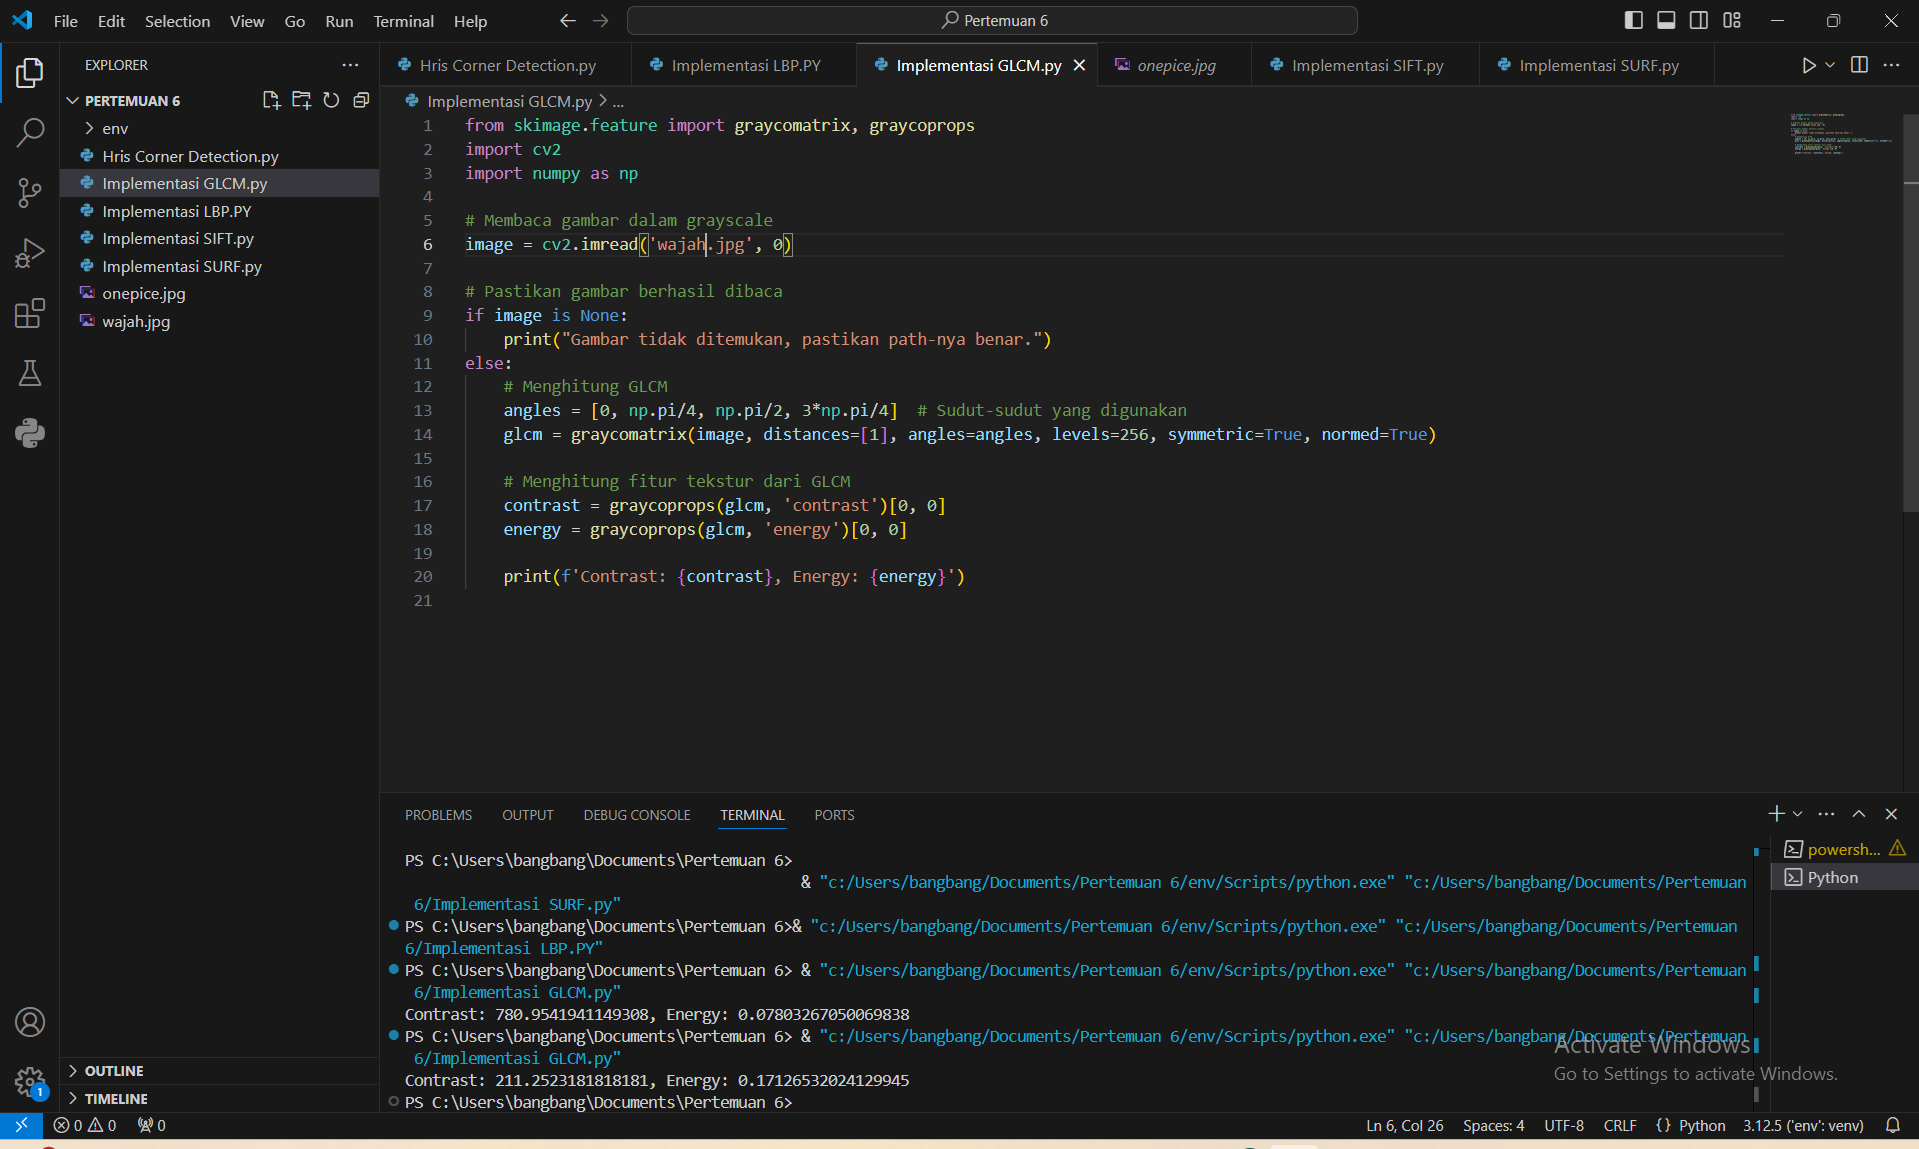 File Edit Selection View Go Run Terminal Help
Pertemuan 6
EXPLORER
PERTEMUAN 6
env
Hris Corner Detection.py
Implementasi GLCM.py
Implementasi LBP.PY
Implementasi SIFT.py
Implementasi SURF.py
onepice.jpg
wajah.jpg
OUTLINE
TIMELINE
1
Hris Corner Detection.py Implementasi LBP.PY Implementasi GLCM.py onepice.jpg Implementasi SIFT.py Implementasi SURF.py
Implementasi GLCM.py > ...
1 from skimage.feature import graycomatrix, graycoprops
2 import cv2
3 import numpy as np
4
5 # Membaca gambar dalam grayscale
6 image = cv2.imread('wajah.jpg', 0)
7
8 # Pastikan gambar berhasil dibaca
9 if image is None:
10 print("Gambar tidak ditemukan, pastikan path-nya benar.")
11 else:
12 # Menghitung GLCM
13 angles = [0, np.pi/4, np.pi/2, 3*np.pi/4] # Sudut-sudut yang digunakan
14 glcm = graycomatrix(image, distances=[1], angles=angles, levels=256, symmetric=True, normed=True)
15
16 # Menghitung fitur tekstur dari GLCM
17 contrast = graycoprops(glcm, 'contrast')[0, 0]
18 energy = graycoprops(glcm, 'energy')[0, 0]
19
20 print(f'Contrast: {contrast}, Energy: {energy}')
21
PROBLEMS OUTPUT DEBUG CONSOLE TERMINAL PORTS
PS C:\Users\bangbang\Documents\Pertemuan 6>
& "c:/Users/bangbang/Documents/Pertemuan 6/env/Scripts/python.exe" "c:/Users/bangbang/Documents/Pertemuan
6/Implementasi SURF.py"
PS C:\Users\bangbang\Documents\Pertemuan 6>& "c:/Users/bangbang/Documents/Pertemuan 6/env/Scripts/python.exe" "c:/Users/bangbang/Documents/Pertemuan
6/Implementasi LBP.PY"
PS C:\Users\bangbang\Documents\Pertemuan 6> & "c:/Users/bangbang/Documents/Pertemuan 6/env/Scripts/python.exe" "c:/Users/bangbang/Documents/Pertemuan
6/Implementasi GLCM.py"
Contrast: 780.9541941149308, Energy: 0.07803267050069838
PS C:\Users\bangbang\Documents\Pertemuan 6> & "c:/Users/bangbang/Documents/Pertemuan 6/env/Scripts/python.exe" "c:/Users/bangbang/Documents/Pertemuan
6/Implementasi GLCM.py"
Contrast: 211.2523181818181, Energy: 0.17126532024129945
PS C:\Users\bangbang\Documents\Pertemuan 6>
powersh...
Python
Activate Windows
Go to Settings to activate Windows.
0 0 0 Ln 6, Col 26 Spaces: 4 UTF-8 CRLF {} Python 3.12.5 ('env': venv)